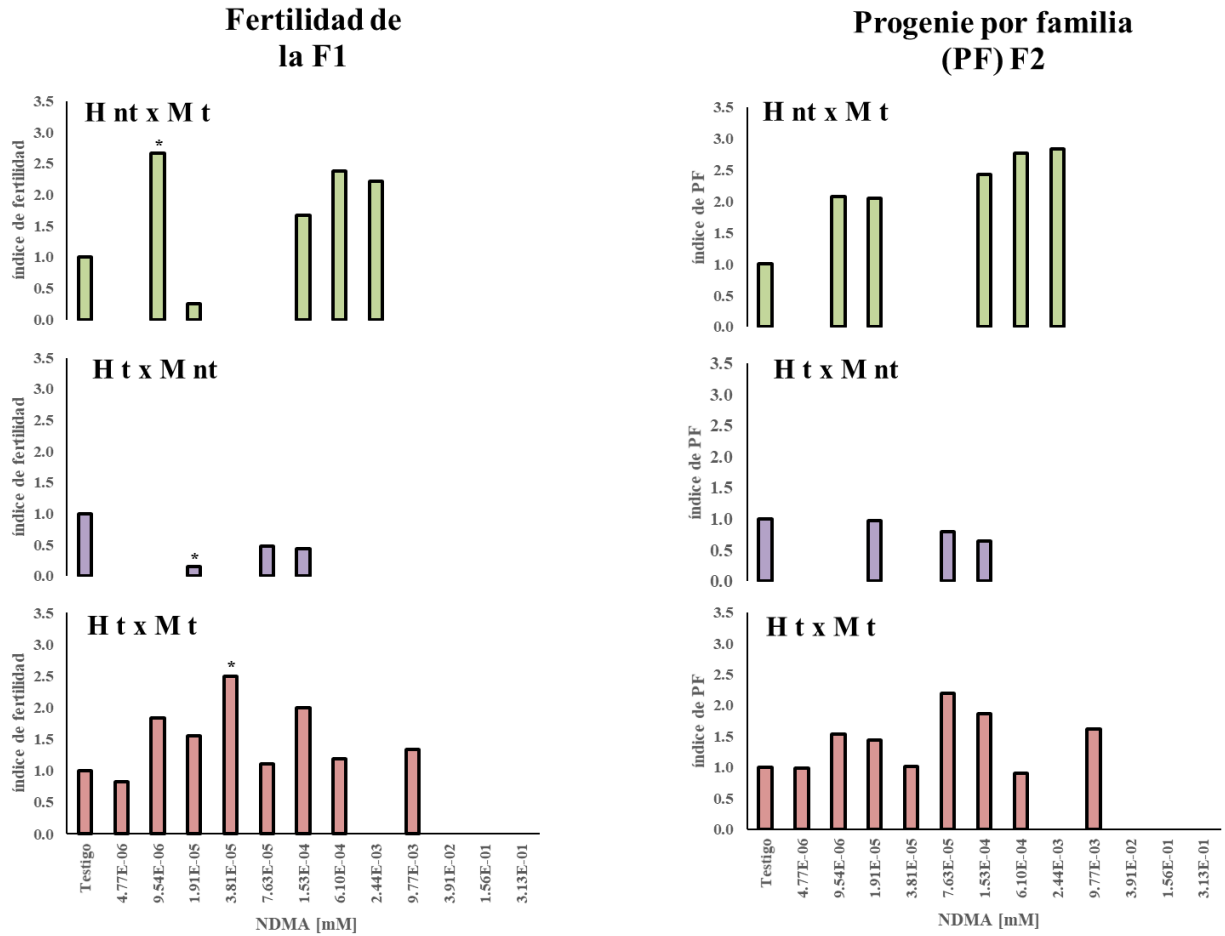 Fertilidad de
la F1
Progenie por familia
(PF) F2
H nt x M t
índice de fertilidad
3.5
3.0
2.5
2.0
1.5
1.0
0.5
0.0
*
H nt x M t
índice de PF
3.5
3.0
2.5
2.0
1.5
1.0
0.5
0.0
H t x M nt
índice de fertilidad
3.5
3.0
2.5
2.0
1.5
1.0
0.5
0.0
*
H t x M nt
índice de PF
3.5
3.0
2.5
2.0
1.5
1.0
0.5
0.0
H t x M t
índice de fertilidad
3.5
3.0
2.5
2.0
1.5
1.0
0.5
0.0
*
Testigo
4.77E-06
9.54E-06
1.91E-05
3.81E-05
7.63E-05
1.53E-04
6.10E-04
2.44E-03
9.77E-03
3.91E-02
1.56E-01
3.13E-01
NDMA [mM]
H t x M t
índice de PF
3.5
3.0
2.5
2.0
1.5
1.0
0.5
0.0
Testigo
4.77E-06
9.54E-06
1.91E-05
3.81E-05
7.63E-05
1.53E-04
6.10E-04
2.44E-03
9.77E-03
3.91E-02
1.56E-01
3.13E-01
NDMA [mM]